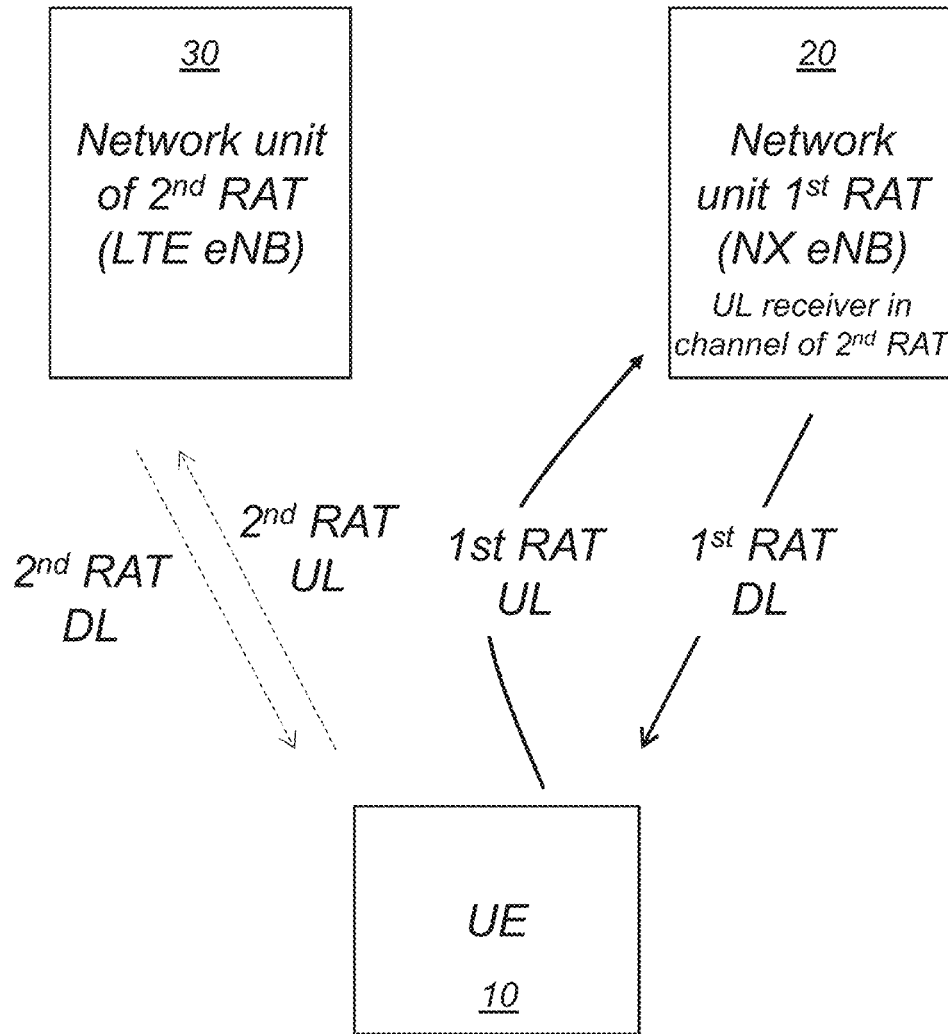 30
Network unit
of 2nd RAT
(LTE eNB)
20
Network
unit 1st RAT
(NX eNB)
UL receiver in
channel of 2nd RAT
2nd RAT
DL
2nd RAT
UL
1st RAT
UL
1st RAT
DL
UE
10